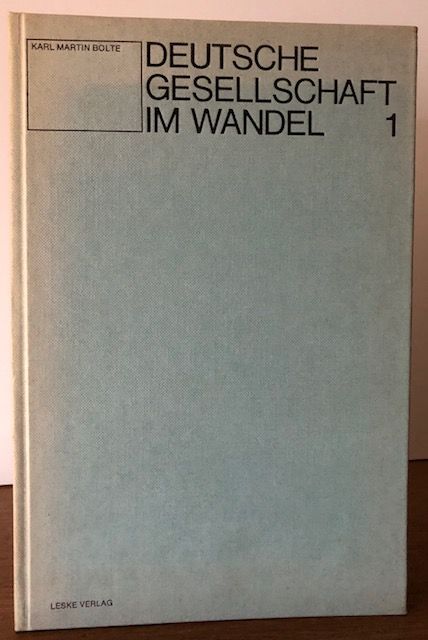 KARL MARTIN BOLTE
DEUTSCHE
GESELLSCHAFT
IM WANDEL 1
LESKE VERLAG